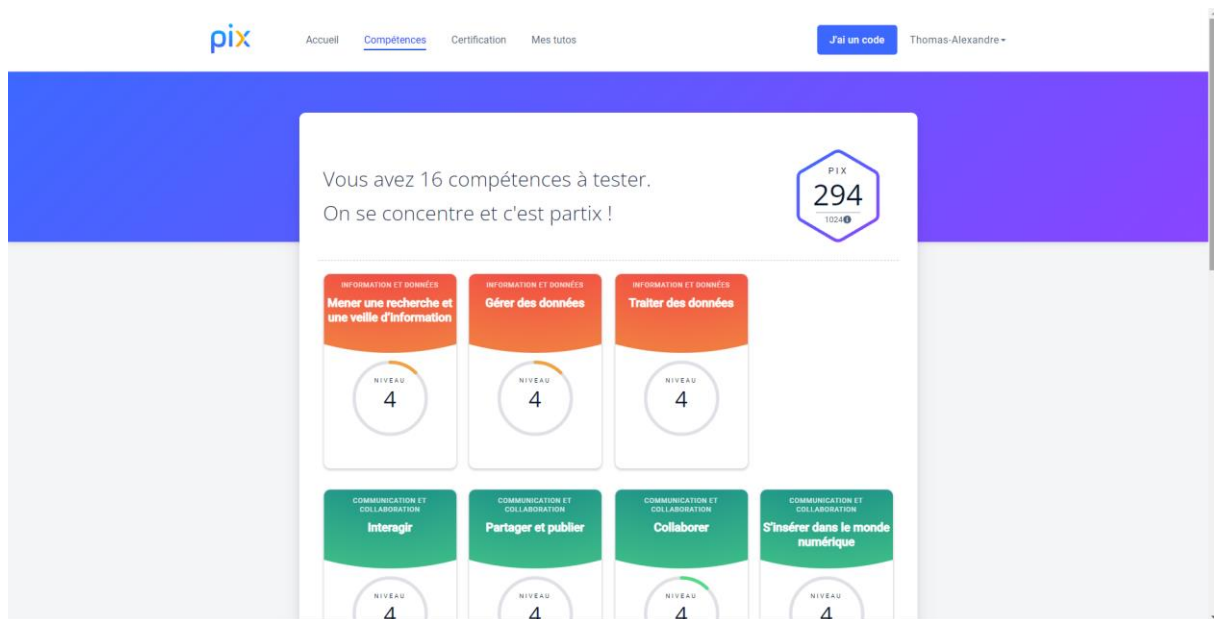 pix
Accueil Compétences Certification Mes tutos J'ai un code Thomas-Alexandre
Vous avez 16 compétences à tester.
On se concentre et c'est partix !
PIX
294
1024
INFORMATION ET DONNÉES
Mener une recherche et
une veille d'information
NIVEAU
4
INFORMATION ET DONNÉES
Gérer des données
NIVEAU
4
INFORMATION ET DONNÉES
Traiter des données
NIVEAU
4
COMMUNICATION ET
COLLABORATION
Interagir
NIVEAU
4
COMMUNICATION ET
COLLABORATION
Partager et publier
NIVEAU
4
COMMUNICATION ET
COLLABORATION
Collaborer
NIVEAU
4
COMMUNICATION ET
COLLABORATION
S'insérer dans le monde
numérique
NIVEAU
4